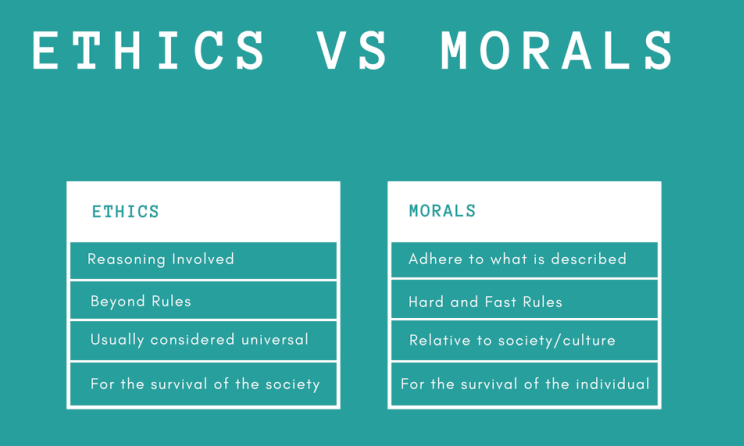 ETHICS VS MORALS
ETHICS
Reasoning Involved
Beyond Rules
Usually considered universal
For the survival of the society
MORALS
Adhere to what is described
Hard and Fast Rules
Relative to society/culture
For the survival of the individual